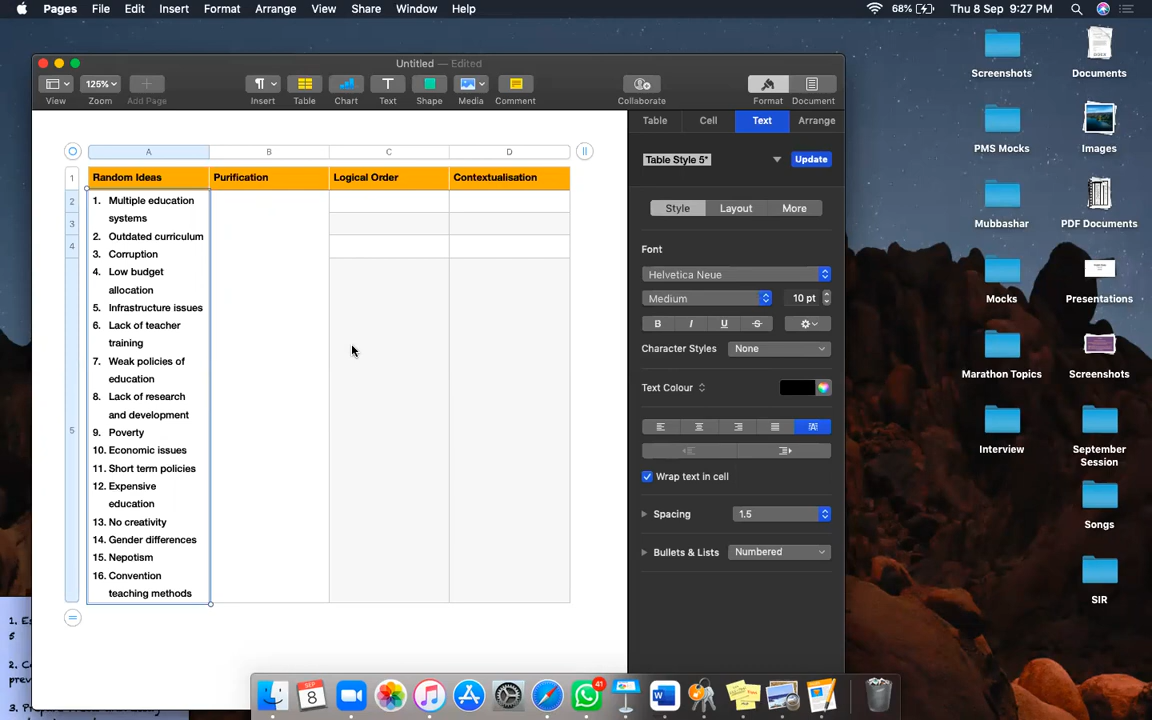 Pages File Edit Insert Format Arrange View Share Window Help 68% Thu 8 Sep 9:27 PM
Untitled — Edited
125%
View Zoom Add Page Insert Table Chart Text Shape Media Comment Collaborate Format Document
Table Cell Text Arrange
A B C D
Table Style 5* Update
1 Random Ideas Purification Logical Order Contextualisation
2
3
4
5
1. Multiple education
systems
2. Outdated curriculum
3. Corruption
4. Low budget
allocation
5. Infrastructure issues
6. Lack of teacher
training
7. Weak policies of
education
8. Lack of research
and development
9. Poverty
10. Economic issues
11. Short term policies
12. Expensive
education
13. No creativity
14. Gender differences
15. Nepotism
16. Convention
teaching methods
Style Layout More
Font
Helvetica Neue
Medium 10 pt
B I U S
Character Styles None
Text Colour
Wrap text in cell
Spacing 1.5
Bullets & Lists Numbered
Screenshots Documents
PMS Mocks Images
Mubbashar PDF Documents
Mocks Presentations
Marathon Topics Screenshots
Interview September
Session
Songs
SIR
1.
5
2.
3.
SEP
8
41